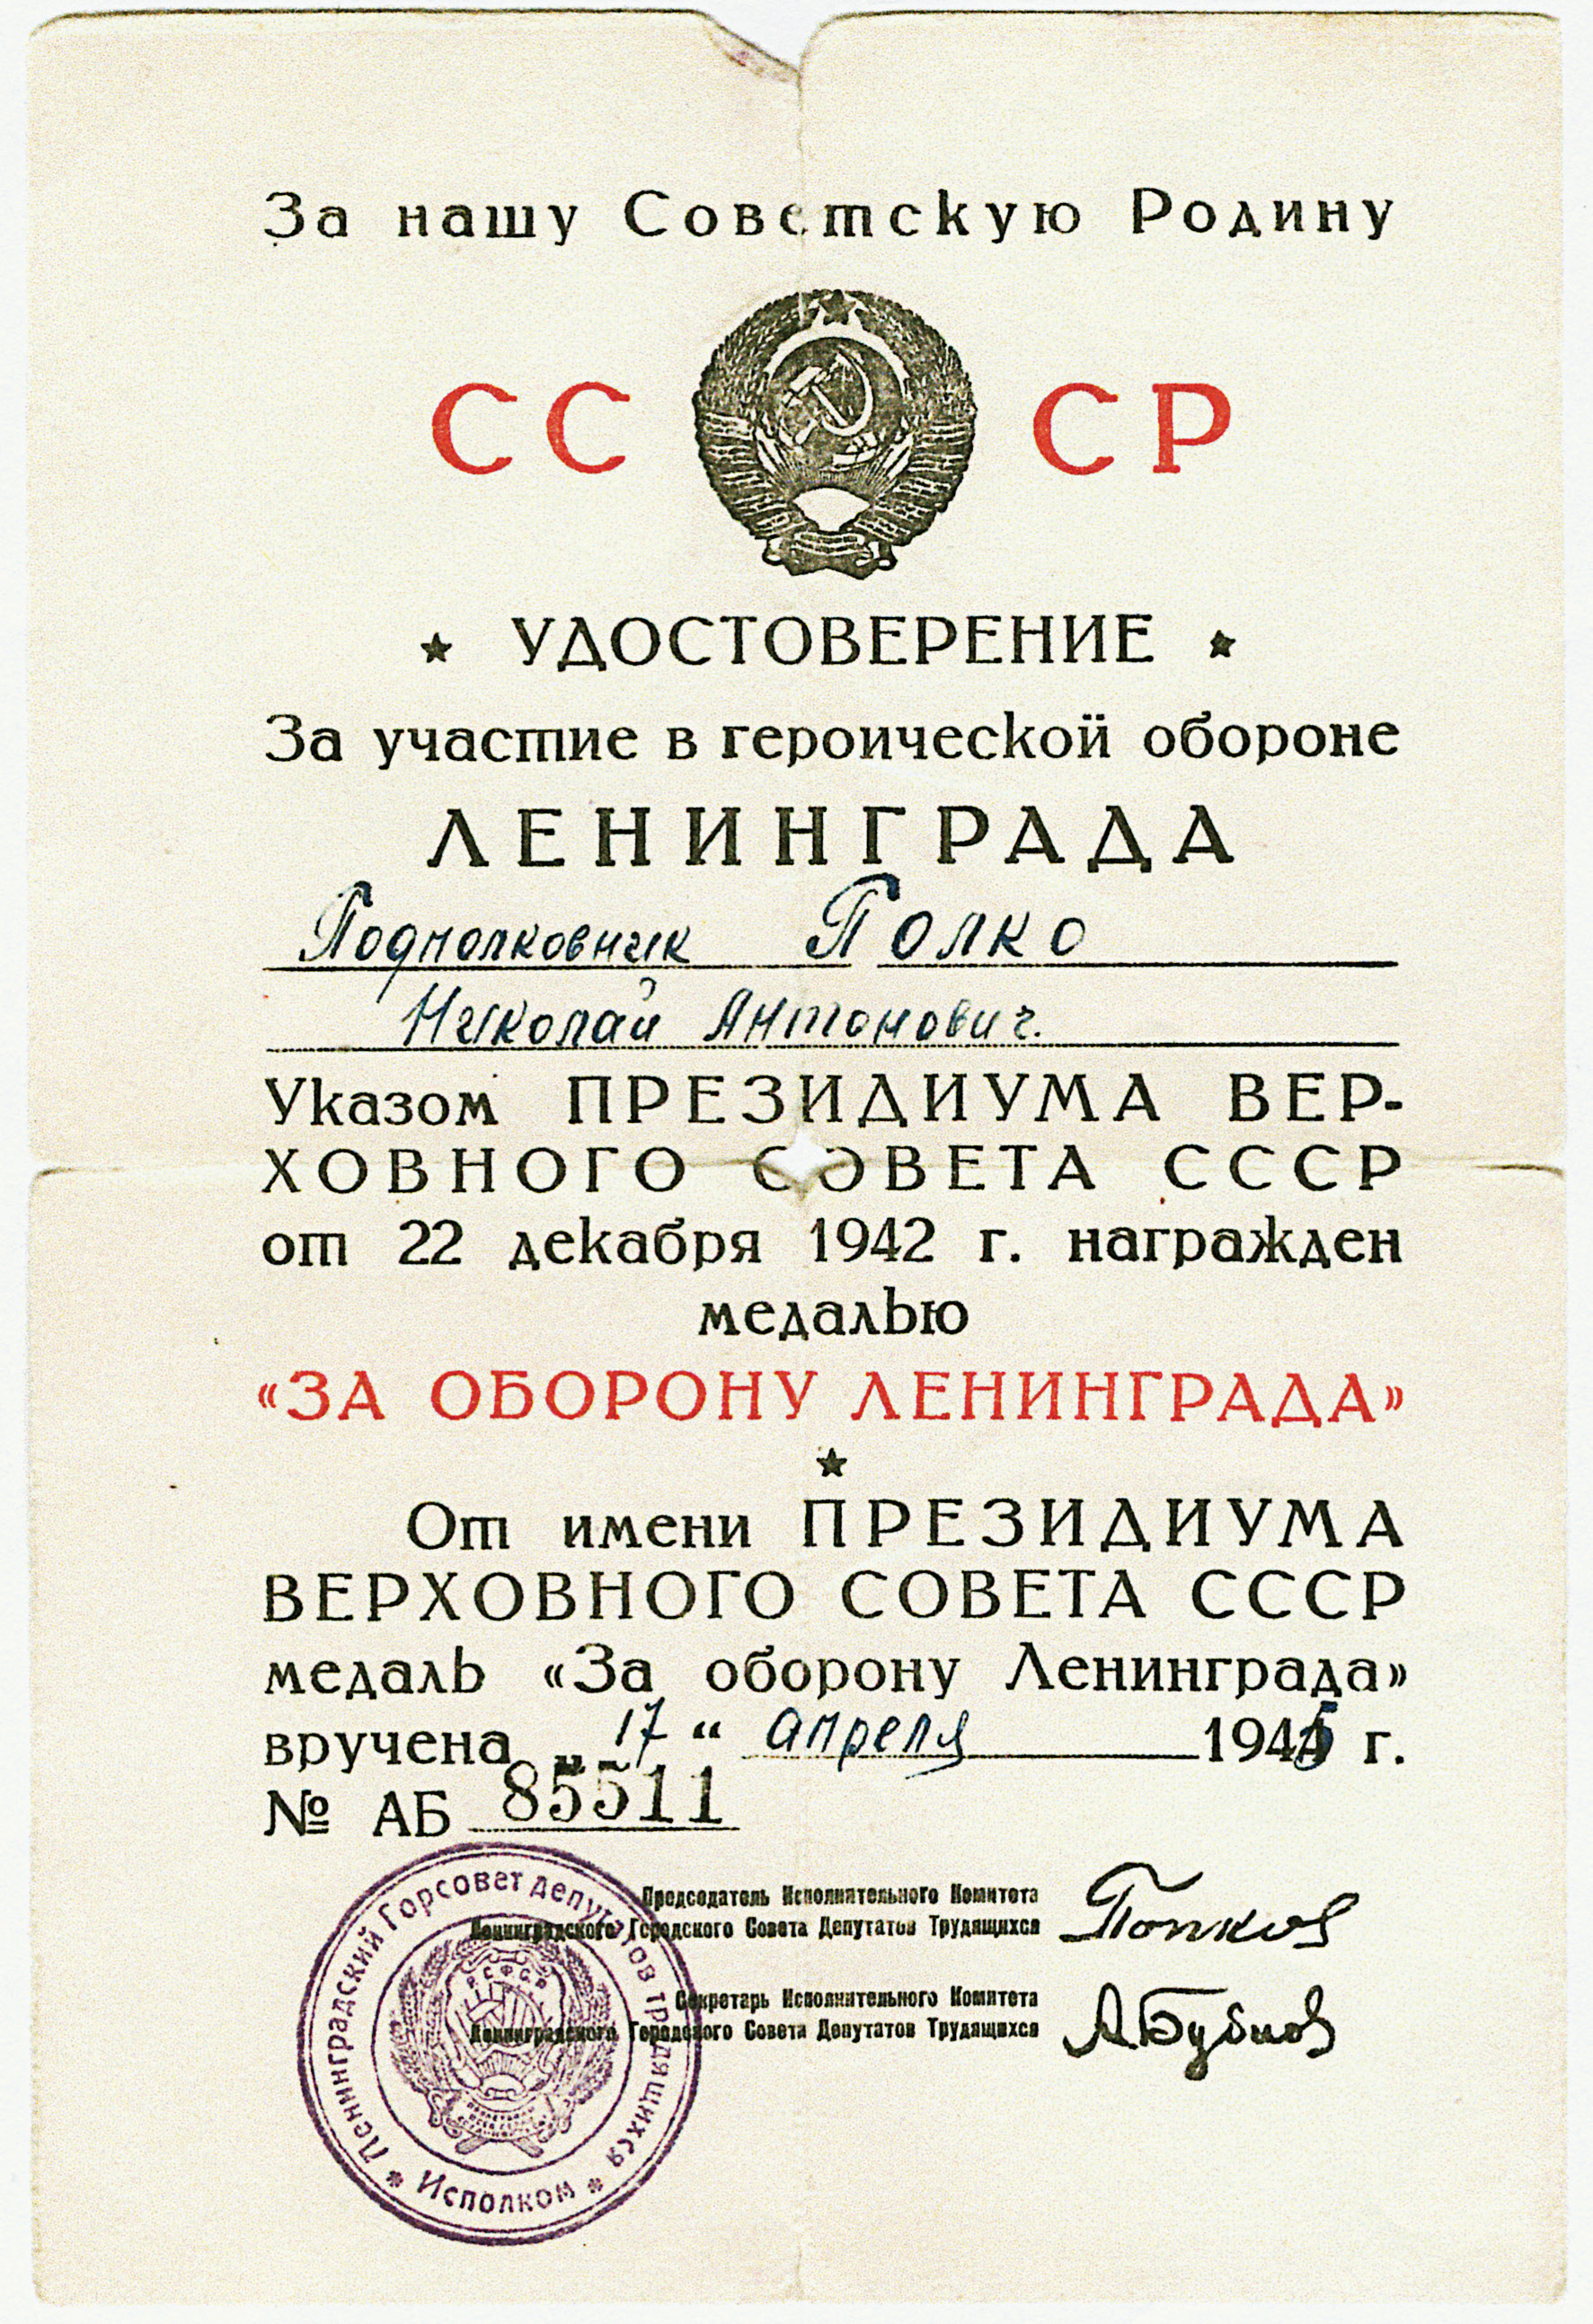 За нашу Советскую Родину
СС СР
★ УДОСТОВЕРЕНИЕ ★
За участие в героической обороне
ЛЕНИНГРАДА
Подполковник Полко
Николай Антонович.
Указом ПРЕЗИДИУМА ВЕР-
ХОВНОГО СОВЕТА СССР
от 22 декабря 1942 г. награжден
медалью
«ЗА ОБОРОНУ ЛЕНИНГРАДА»
★
От имени ПРЕЗИДИУМА
ВЕРХОВНОГО СОВЕТА СССР
медаль «За оборону Ленинграда»
вручена „17“ апреля 1945 г.
№ АБ 85511
Председатель Исполнительного Комитета
Ленинградского Городского Совета Депутатов Трудящихся
Попков
Секретарь Исполнительного Комитета
Ленинградского Городского Совета Депутатов Трудящихся
А.Бубнов
Ленинградский Горсовет депутатов трудящихся
* Исполком *
РСФСР